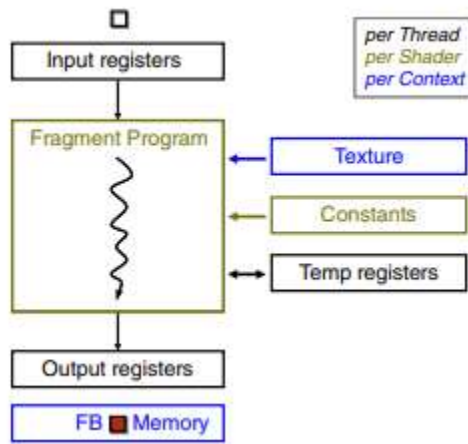 per Thread
per Shader
per Context
Input registers
Fragment Program
Texture
Constants
Temp registers
Output registers
FB Memory